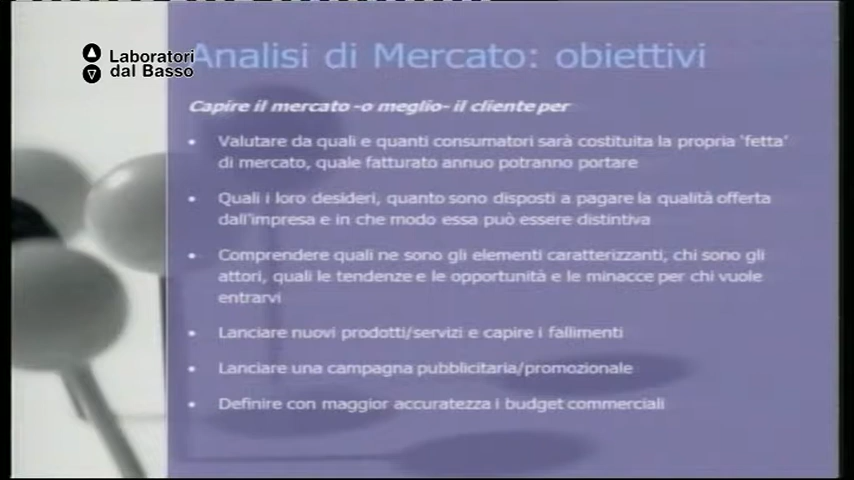 Laboratori
dal Basso
Analisi di Mercato: obiettivi
Capire il mercato -o meglio- il cliente per
• Valutare da quali e quanti consumatori sarà costituita la propria 'fetta'
di mercato, quale fatturato annuo potranno portare
• Quali i loro desideri, quanto sono disposti a pagare la qualità offerta
dall'impresa e in che modo essa può essere distintiva
• Comprendere quali ne sono gli elementi caratterizzanti, chi sono gli
attori, quali le tendenze e le opportunità e le minacce per chi vuole
entrarvi
• Lanciare nuovi prodotti/servizi e capire i fallimenti
• Lanciare una campagna pubblicitaria/promozionale
• Definire con maggior accuratezza i budget commerciali